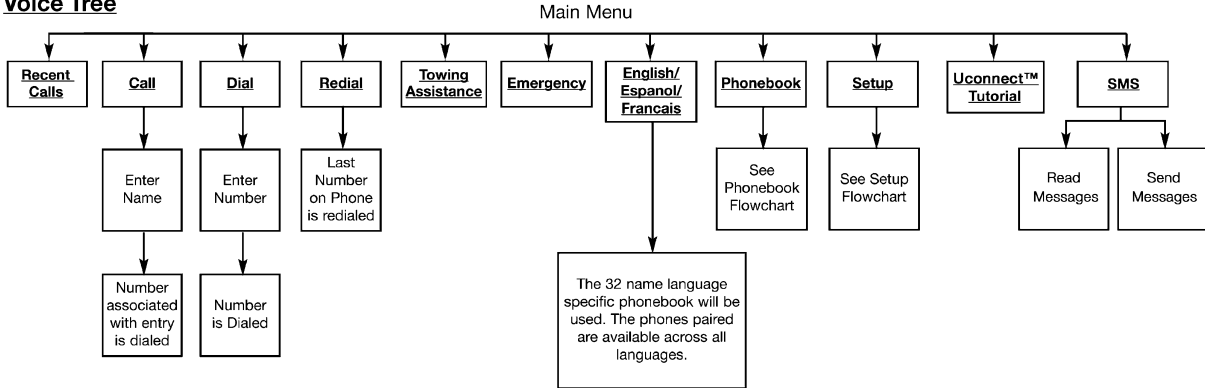 Voice Tree
Main Menu
Recent
Calls
Call
Dial
Redial
Towing
Assistance
Emergency
English/
Espanol/
Francais
Phonebook
Setup
Uconnect™
Tutorial
SMS
Enter
Name
Enter
Number
Last
Number
on Phone
is redialed
See
Phonebook
Flowchart
See Setup
Flowchart
Read
Messages
Send
Messages
Number
associated
with entry
is dialed
Number
is Dialed
The 32 name language
specific phonebook will be
used. The phones paired
are available across all
languages.